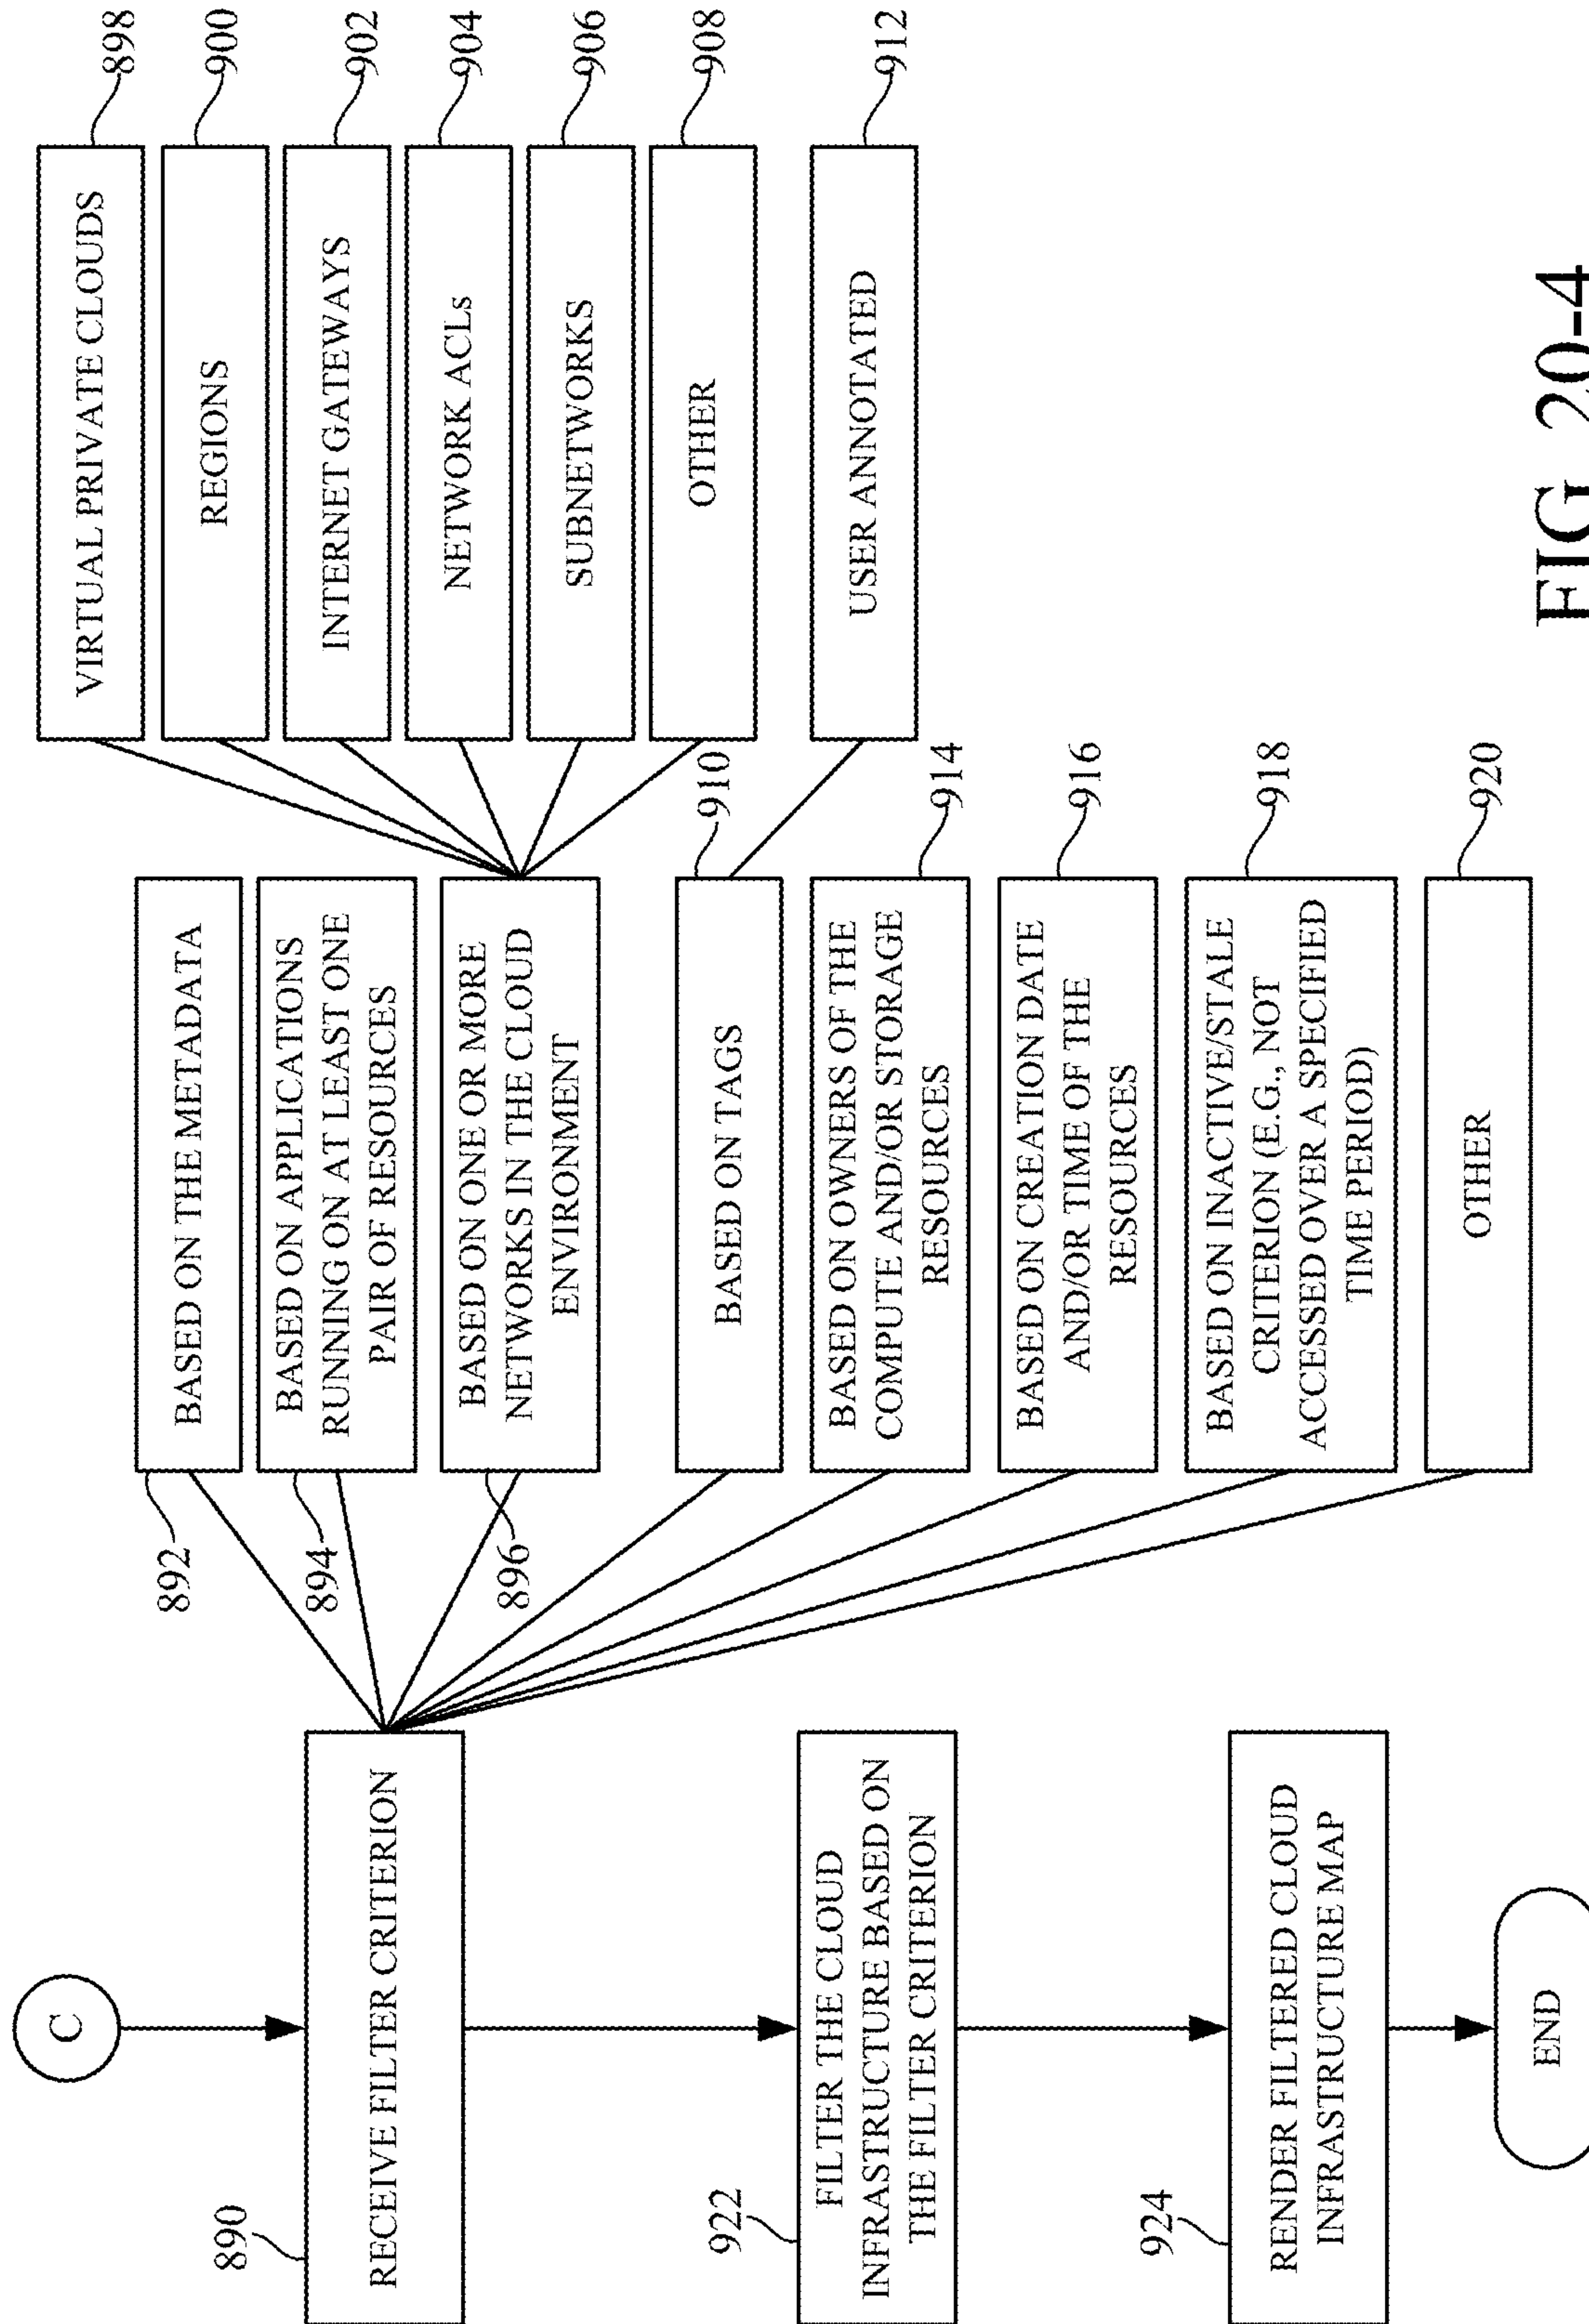 C
890
RECEIVE FILTER CRITERION
892
BASED ON THE METADATA
894
BASED ON APPLICATIONS
RUNNING ON AT LEAST ONE
PAIR OF RESOURCES
896
BASED ON ONE OR MORE
NETWORKS IN THE CLOUD
ENVIRONMENT
VIRTUAL PRIVATE CLOUDS
898
REGIONS
900
INTERNET GATEWAYS
902
NETWORK ACLs
904
SUBNETWORKS
906
OTHER
908
BASED ON TAGS
910
USER ANNOTATED
912
BASED ON OWNERS OF THE
COMPUTE AND/OR STORAGE
RESOURCES
914
BASED ON CREATION DATE
AND/OR TIME OF THE
RESOURCES
916
BASED ON INACTIVE/STALE
CRITERION (E.G., NOT
ACCESSED OVER A SPECIFIED
TIME PERIOD)
918
OTHER
920
922
FILTER THE CLOUD
INFRASTRUCTURE BASED ON
THE FILTER CRITERION
924
RENDER FILTERED CLOUD
INFRASTRUCTURE MAP
END
FIG. 20-4